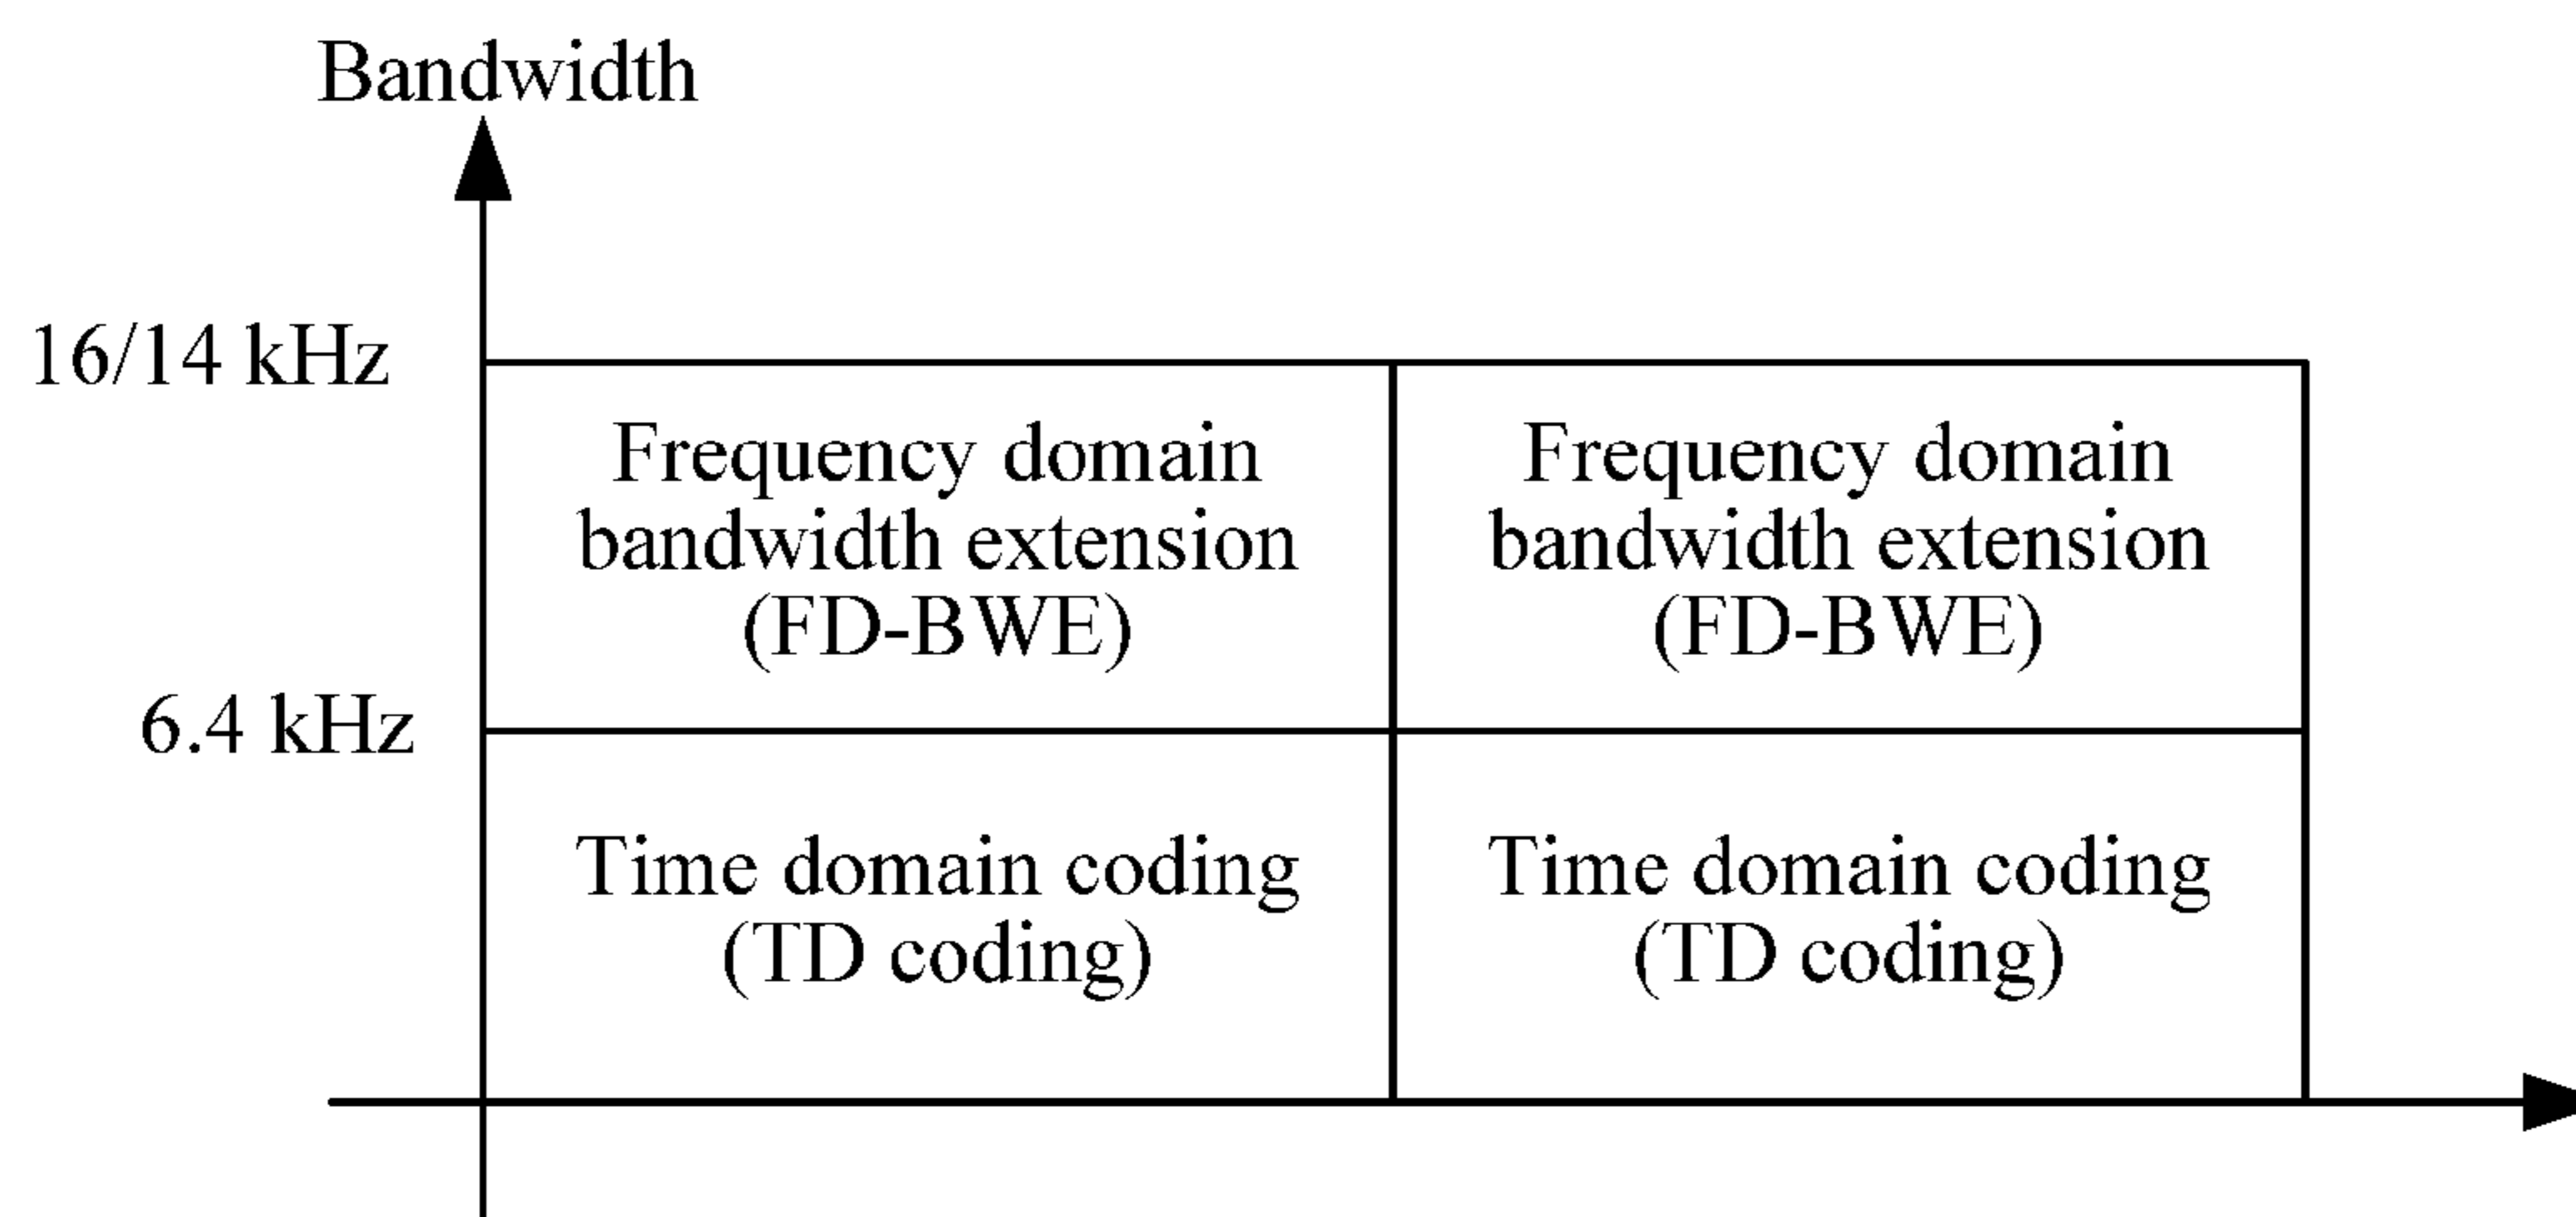 Bandwidth
16/14 kHz
Frequency domain
bandwidth extension
(FD-BWE)
Frequency domain
bandwidth extension
(FD-BWE)
6.4 kHz
Time domain coding
(TD coding)
Time domain coding
(TD coding)